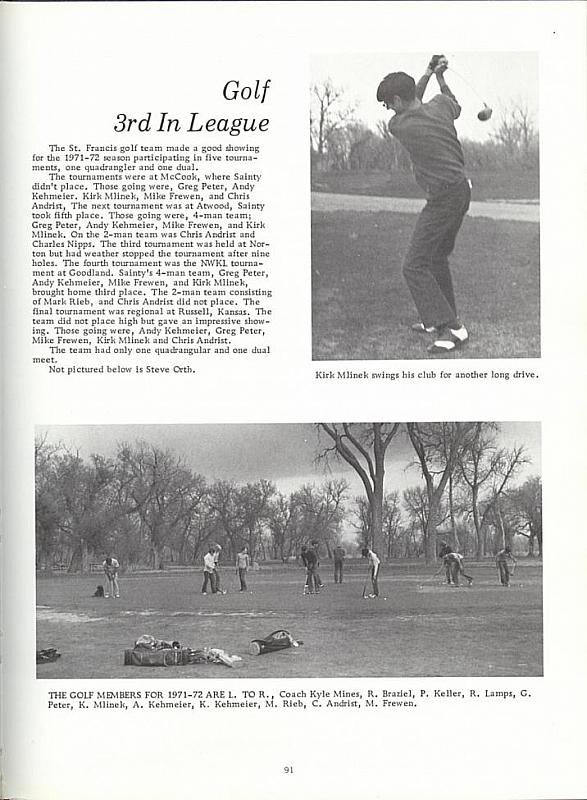 Golf
3rd In League
The St. Francis golf team made a good showing
for the 1971-72 season participating in five tourna-
ments, one quadrangler and one dual.
The tournaments were at McCook, where Sainty
didn't place. Those going were, Greg Peter, Andy
Kehmeier. Kirk Mlinek, Mike Frewen, and Chris
Andrist, The next tournament was at Atwood, Sainty
took fifth place. Those going were, 4-man team;
Greg Peter, Andy Kehmeier, Mike Frewen, and Kirk
Mlinek. On the 2-man team was Chris Andrist and
Charles Nipps. The third tournament was held at Nor-
ton but had weather stopped the tournament after nine
holes. The fourth tournament was the NWKL tourna-
ment at Goodland. Sainty's 4-man team, Greg Peter,
Andy Kehmeier, Mike Frewen, and Kirk Mlinek,
brought home third place. The 2-man team consisting
of Mark Rieb, and Chris Andrist did not place. The
final tournament was regional at Russell, Kansas. The
team did not place high but gave an impressive show-
ing. Those going were, Andy Kehmeier, Greg Peter,
Mike Frewen, Kirk Mlinek and Chris Andrist.
The team had only one quadrangular and one dual
meet.
Not pictured below is Steve Orth.
Kirk Mlinek swings his club for another long drive.
THE GOLF MEMBERS FOR 1971-72 ARE L. TO R., Coach Kyle Mines, R. Braziel, P. Keller, R. Lamps, G.
Peter, K. Mlinek, A. Kehmeier, K. Kehmeier, M. Rieb, C. Andrist, M. Frewen.
91